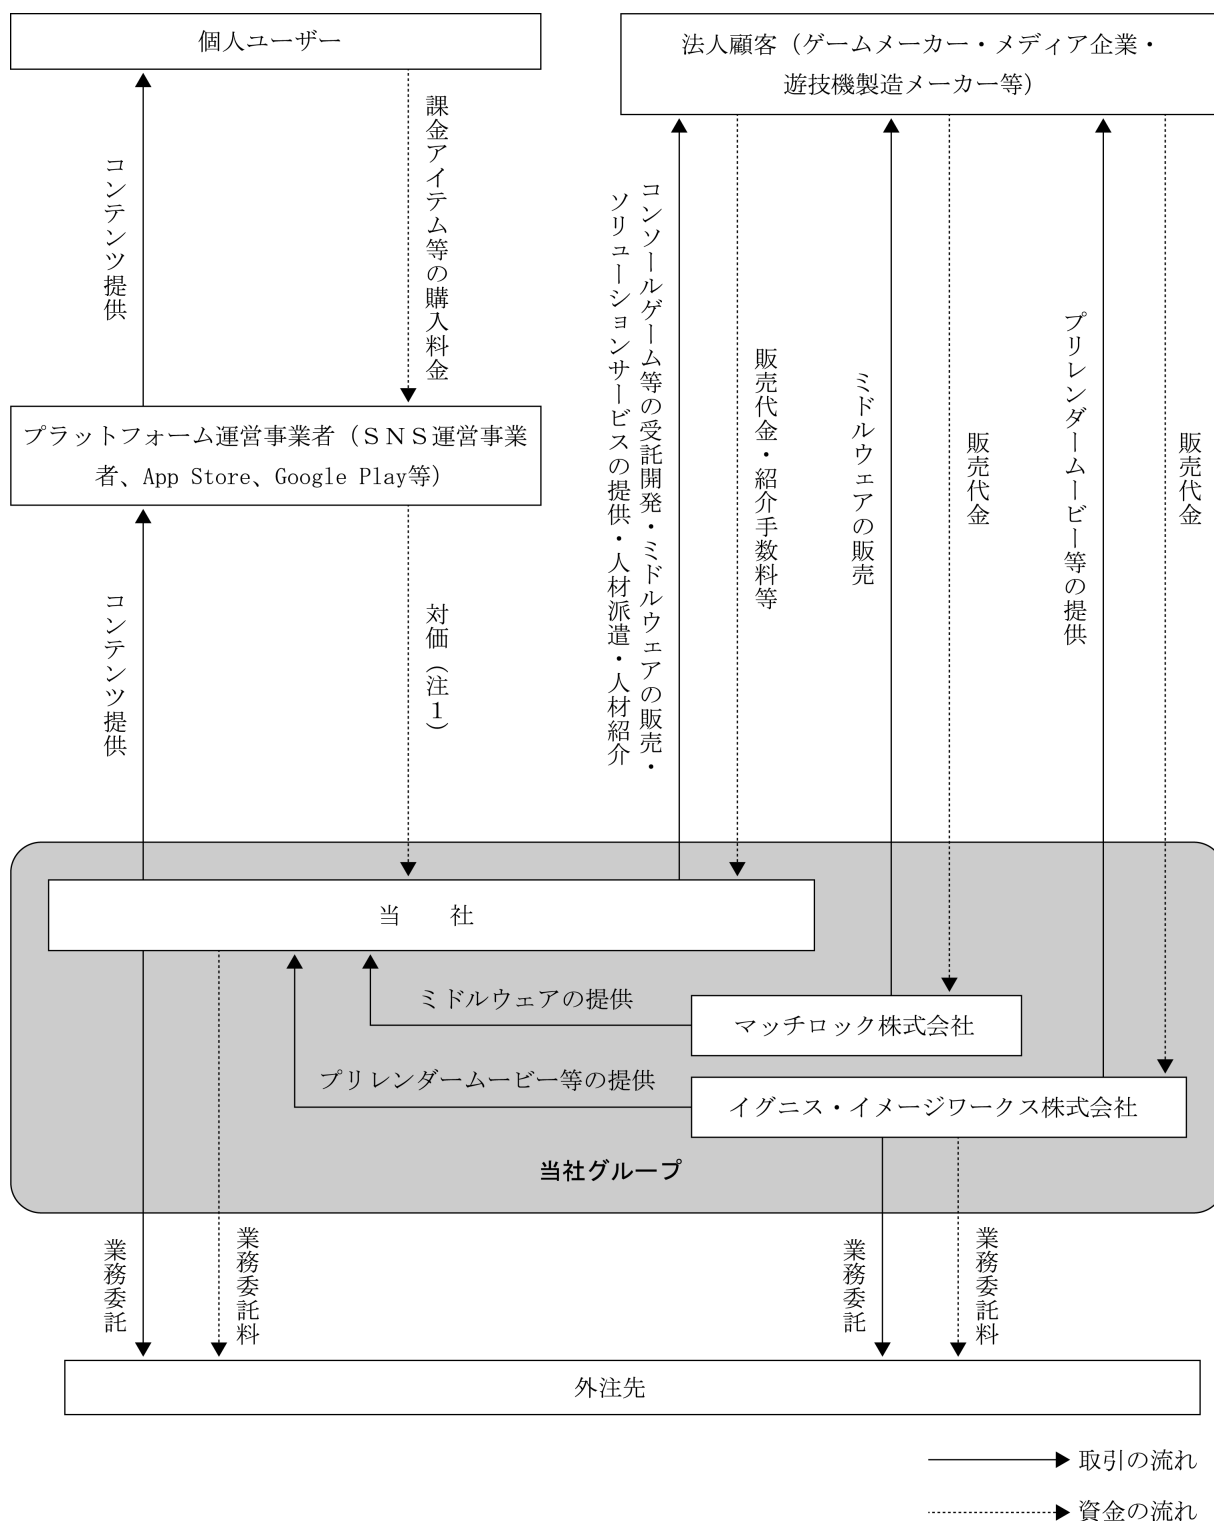 個人ユーザー
法人顧客（ゲームメーカー・メディア企業・
遊技機製造メーカー等）
コンテンツ提供
課金アイテム等の購入料金
コンソールゲーム等の受託開発・ミドルウェアの販売・
ソリューションサービスの提供・人材派遣・人材紹介
販売代金・紹介手数料等
ミドルウェアの販売
販売代金
プリレンダームービー等の提供
販売代金
プラットフォーム運営事業者（ＳＮＳ運営事業
者、App Store、Google Play等）
コンテンツ提供
対価（注１）
当　　社
ミドルウェアの提供
マッチロック株式会社
プリレンダームービー等の提供
イグニス・イメージワークス株式会社
当社グループ
業務委託
業務委託料
業務委託
業務委託料
外注先
取引の流れ
資金の流れ